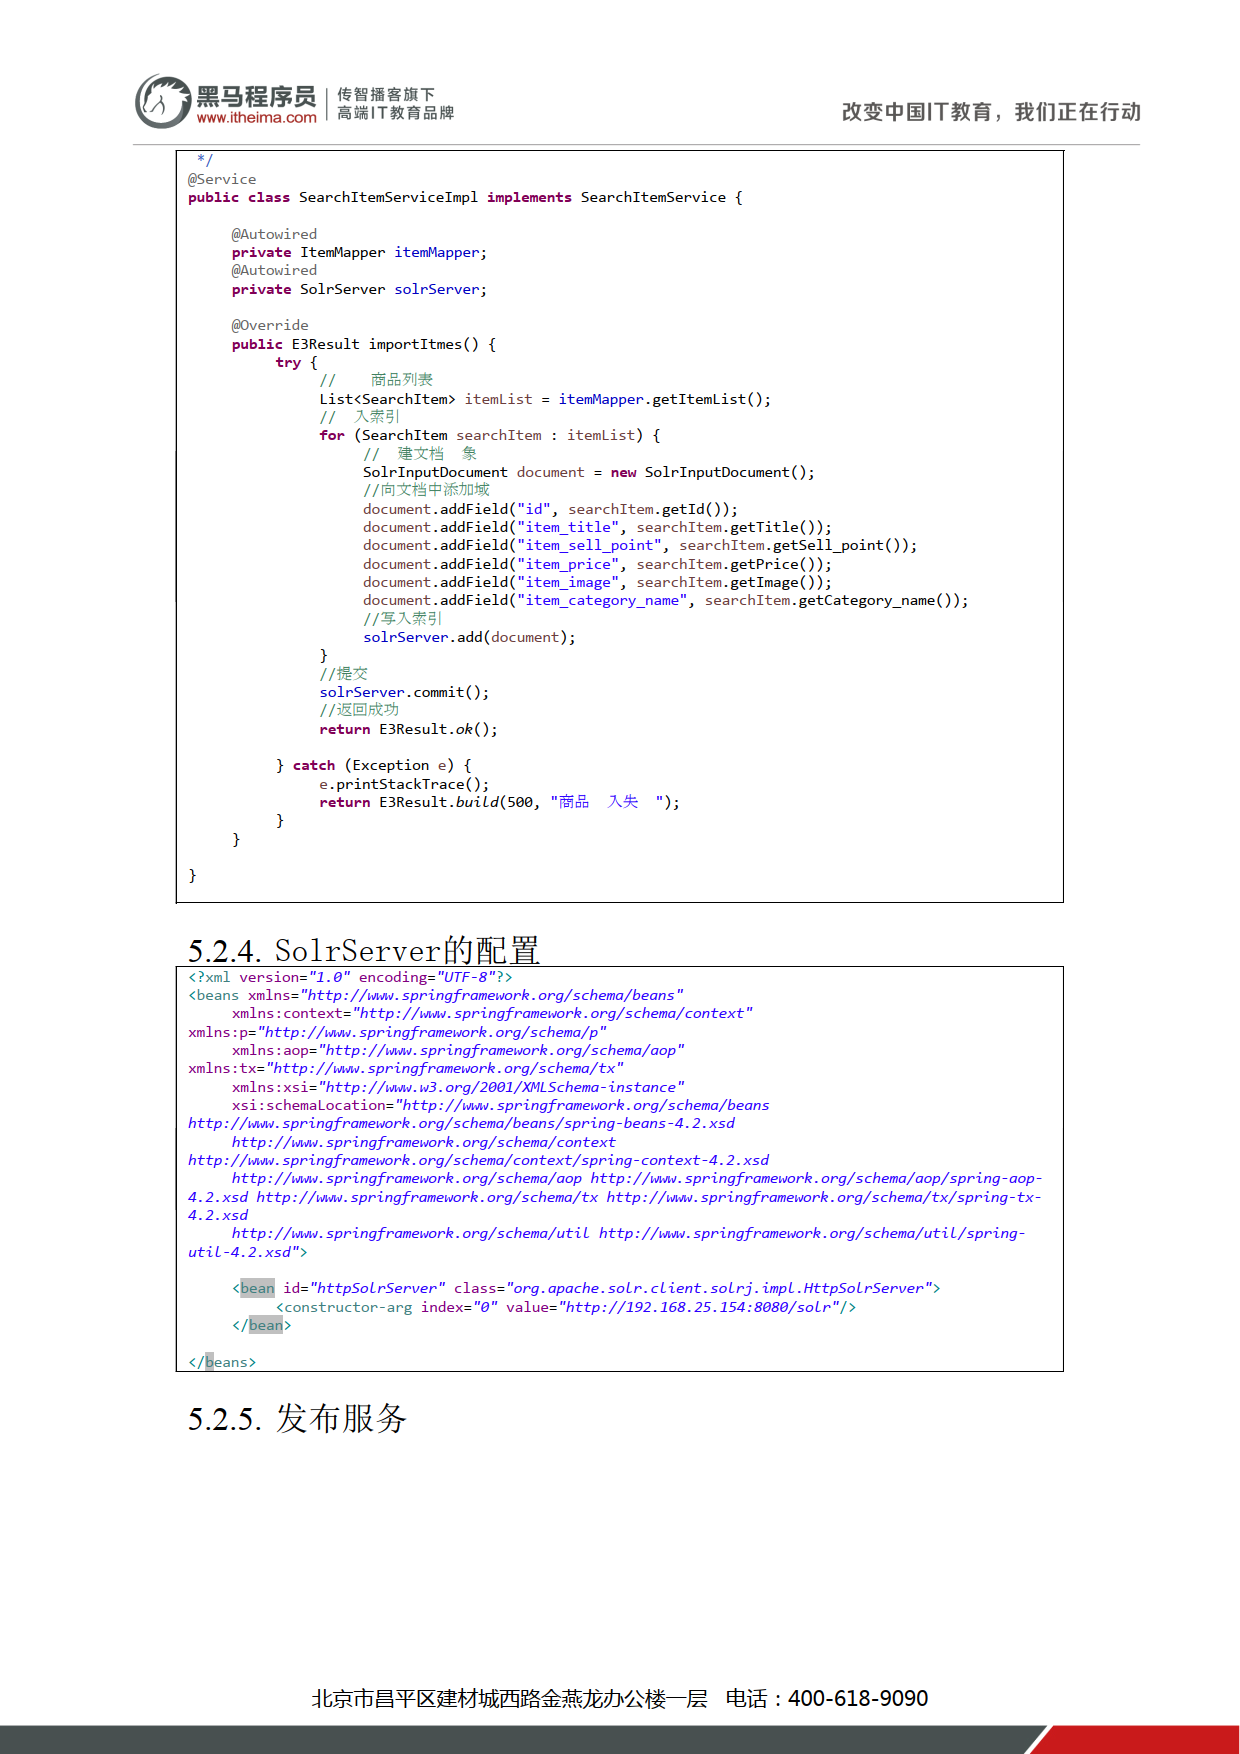 黑马程序员
www.itheima.com
传智播客旗下
高端IT教育品牌
改变中国IT教育，我们正在行动
*/
@Service
public class SearchItemServiceImpl implements SearchItemService {
@Autowired
private ItemMapper itemMapper;
@Autowired
private SolrServer solrServer;
@Override
public E3Result importItmes() {
try {
// 商品列表
List<SearchItem> itemList = itemMapper.getItemList();
// 入索引
for (SearchItem searchItem : itemList) {
// 建文档 象
SolrInputDocument document = new SolrInputDocument();
//向文档中添加域
document.addField("id", searchItem.getId());
document.addField("item_title", searchItem.getTitle());
document.addField("item_sell_point", searchItem.getSell_point());
document.addField("item_price", searchItem.getPrice());
document.addField("item_image", searchItem.getImage());
document.addField("item_category_name", searchItem.getCategory_name());
//写入索引
solrServer.add(document);
}
//提交
solrServer.commit();
//返回成功
return E3Result.ok();
} catch (Exception e) {
e.printStackTrace();
return E3Result.build(500, "商品 入失 ");
}
}
}
5.2.4. SolrServer的配置
<?xml version="1.0" encoding="UTF-8"?>
<beans xmlns="http://www.springframework.org/schema/beans"
xmlns:context="http://www.springframework.org/schema/context"
xmlns:p="http://www.springframework.org/schema/p"
xmlns:aop="http://www.springframework.org/schema/aop"
xmlns:tx="http://www.springframework.org/schema/tx"
xmlns:xsi="http://www.w3.org/2001/XMLSchema-instance"
xsi:schemaLocation="http://www.springframework.org/schema/beans
http://www.springframework.org/schema/beans/spring-beans-4.2.xsd
http://www.springframework.org/schema/context
http://www.springframework.org/schema/context/spring-context-4.2.xsd
http://www.springframework.org/schema/aop http://www.springframework.org/schema/aop/spring-aop-
4.2.xsd http://www.springframework.org/schema/tx http://www.springframework.org/schema/tx/spring-tx-
4.2.xsd
http://www.springframework.org/schema/util http://www.springframework.org/schema/util/spring-
util-4.2.xsd">
<bean id="httpSolrServer" class="org.apache.solr.client.solrj.impl.HttpSolrServer">
<constructor-arg index="0" value="http://192.168.25.154:8080/solr"/>
</bean>
</beans>
5.2.5. 发布服务
北京市昌平区建材城西路金燕龙办公楼一层 电话：400-618-9090